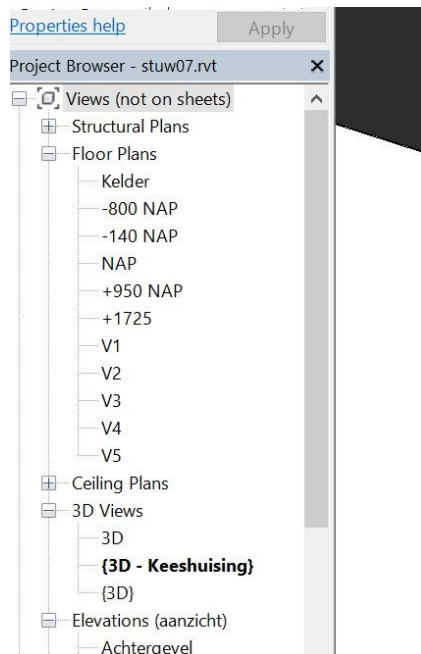 Properties help
Apply
Project Browser - stuw07.rvt
Views (not on sheets)
Structural Plans
Floor Plans
Kelder
-800 NAP
-140 NAP
NAP
+950 NAP
+1725
V1
V2
V3
V4
V5
Ceiling Plans
3D Views
3D
{3D - Keeshuising}
{3D}
Elevations (aanzicht)
Achtergevel